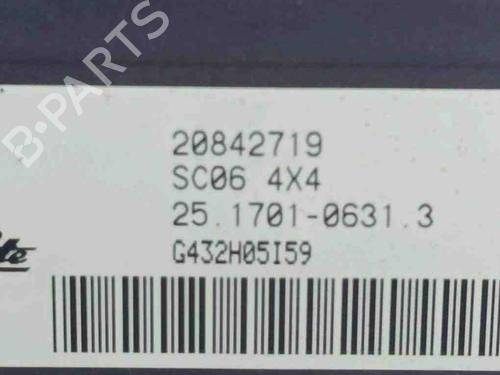 B-PARTS
20842719
SC06 4X4
25.1701-0631.3
G432H05I59